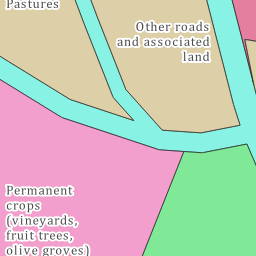 Pastures
Other roads
and associated
land
Permanent
crops
(vineyards,
fruit trees,
olive groves)